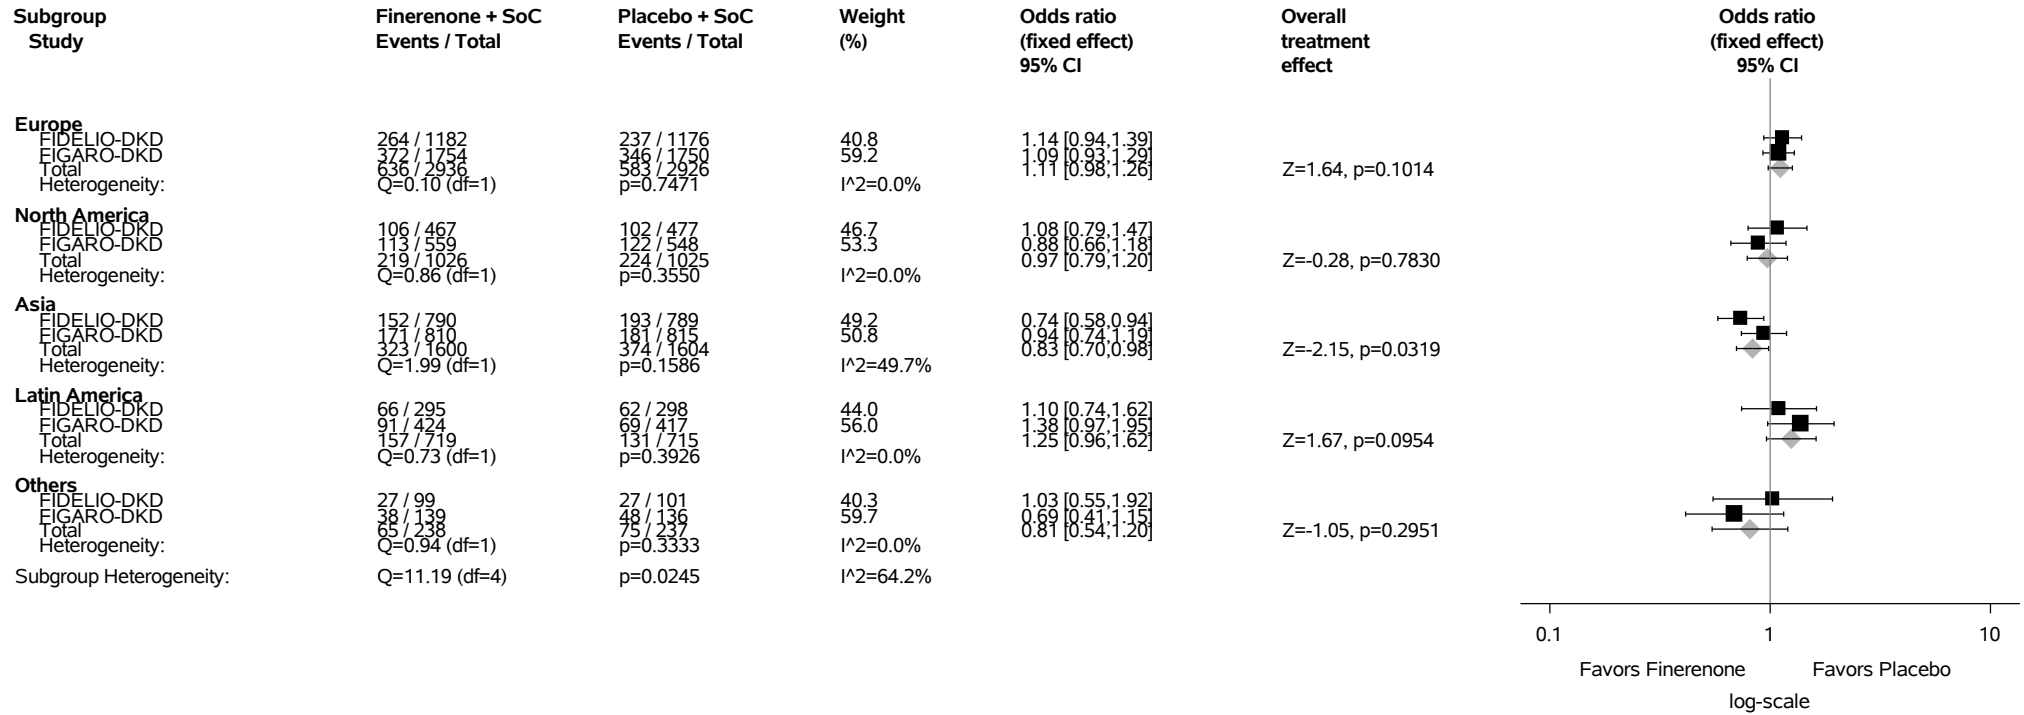 Subgroup Finerenone + SoC Placebo + SoC Weight Odds ratio Overall Odds ratio
Study Events / Total Events / Total (%) (fixed effect) treatment (fixed effect)
95% CI effect 95% CI
Europe
FIDELIO-DKD 264 / 1182 237 / 1176 40.8 1.14 [0.94,1.39]
FIGARO-DKD 372 / 1754 346 / 1750 59.2 1.09 [0.93,1.29]
Total 636 / 2936 583 / 2926 1.11 [0.98,1.26] Z=1.64, p=0.1014
Heterogeneity: Q=0.10 (df=1) p=0.7471 I^2=0.0%
North America
FIDELIO-DKD 106 / 467 102 / 477 46.7 1.08 [0.79,1.47]
FIGARO-DKD 113 / 559 122 / 548 53.3 0.88 [0.66,1.18]
Total 219 / 1026 224 / 1025 0.97 [0.79,1.20] Z=-0.28, p=0.7830
Heterogeneity: Q=0.86 (df=1) p=0.3550 I^2=0.0%
Asia
FIDELIO-DKD 152 / 790 193 / 789 49.2 0.74 [0.58,0.94]
FIGARO-DKD 171 / 810 181 / 815 50.8 0.94 [0.74,1.19]
Total 323 / 1600 374 / 1604 0.83 [0.70,0.98] Z=-2.15, p=0.0319
Heterogeneity: Q=1.99 (df=1) p=0.1586 I^2=49.7%
Latin America
FIDELIO-DKD 66 / 295 62 / 298 44.0 1.10 [0.74,1.62]
FIGARO-DKD 91 / 424 69 / 417 56.0 1.38 [0.97,1.95]
Total 157 / 719 131 / 715 1.25 [0.96,1.62] Z=1.67, p=0.0954
Heterogeneity: Q=0.73 (df=1) p=0.3926 I^2=0.0%
Others
FIDELIO-DKD 27 / 99 27 / 101 40.3 1.03 [0.55,1.92]
FIGARO-DKD 38 / 139 48 / 136 59.7 0.69 [0.41,1.15]
Total 65 / 238 75 / 237 0.81 [0.54,1.20] Z=-1.05, p=0.2951
Heterogeneity: Q=0.94 (df=1) p=0.3333 I^2=0.0%
Subgroup Heterogeneity: Q=11.19 (df=4) p=0.0245 I^2=64.2%
0.1 1 10
Favors Finerenone Favors Placebo
log-scale